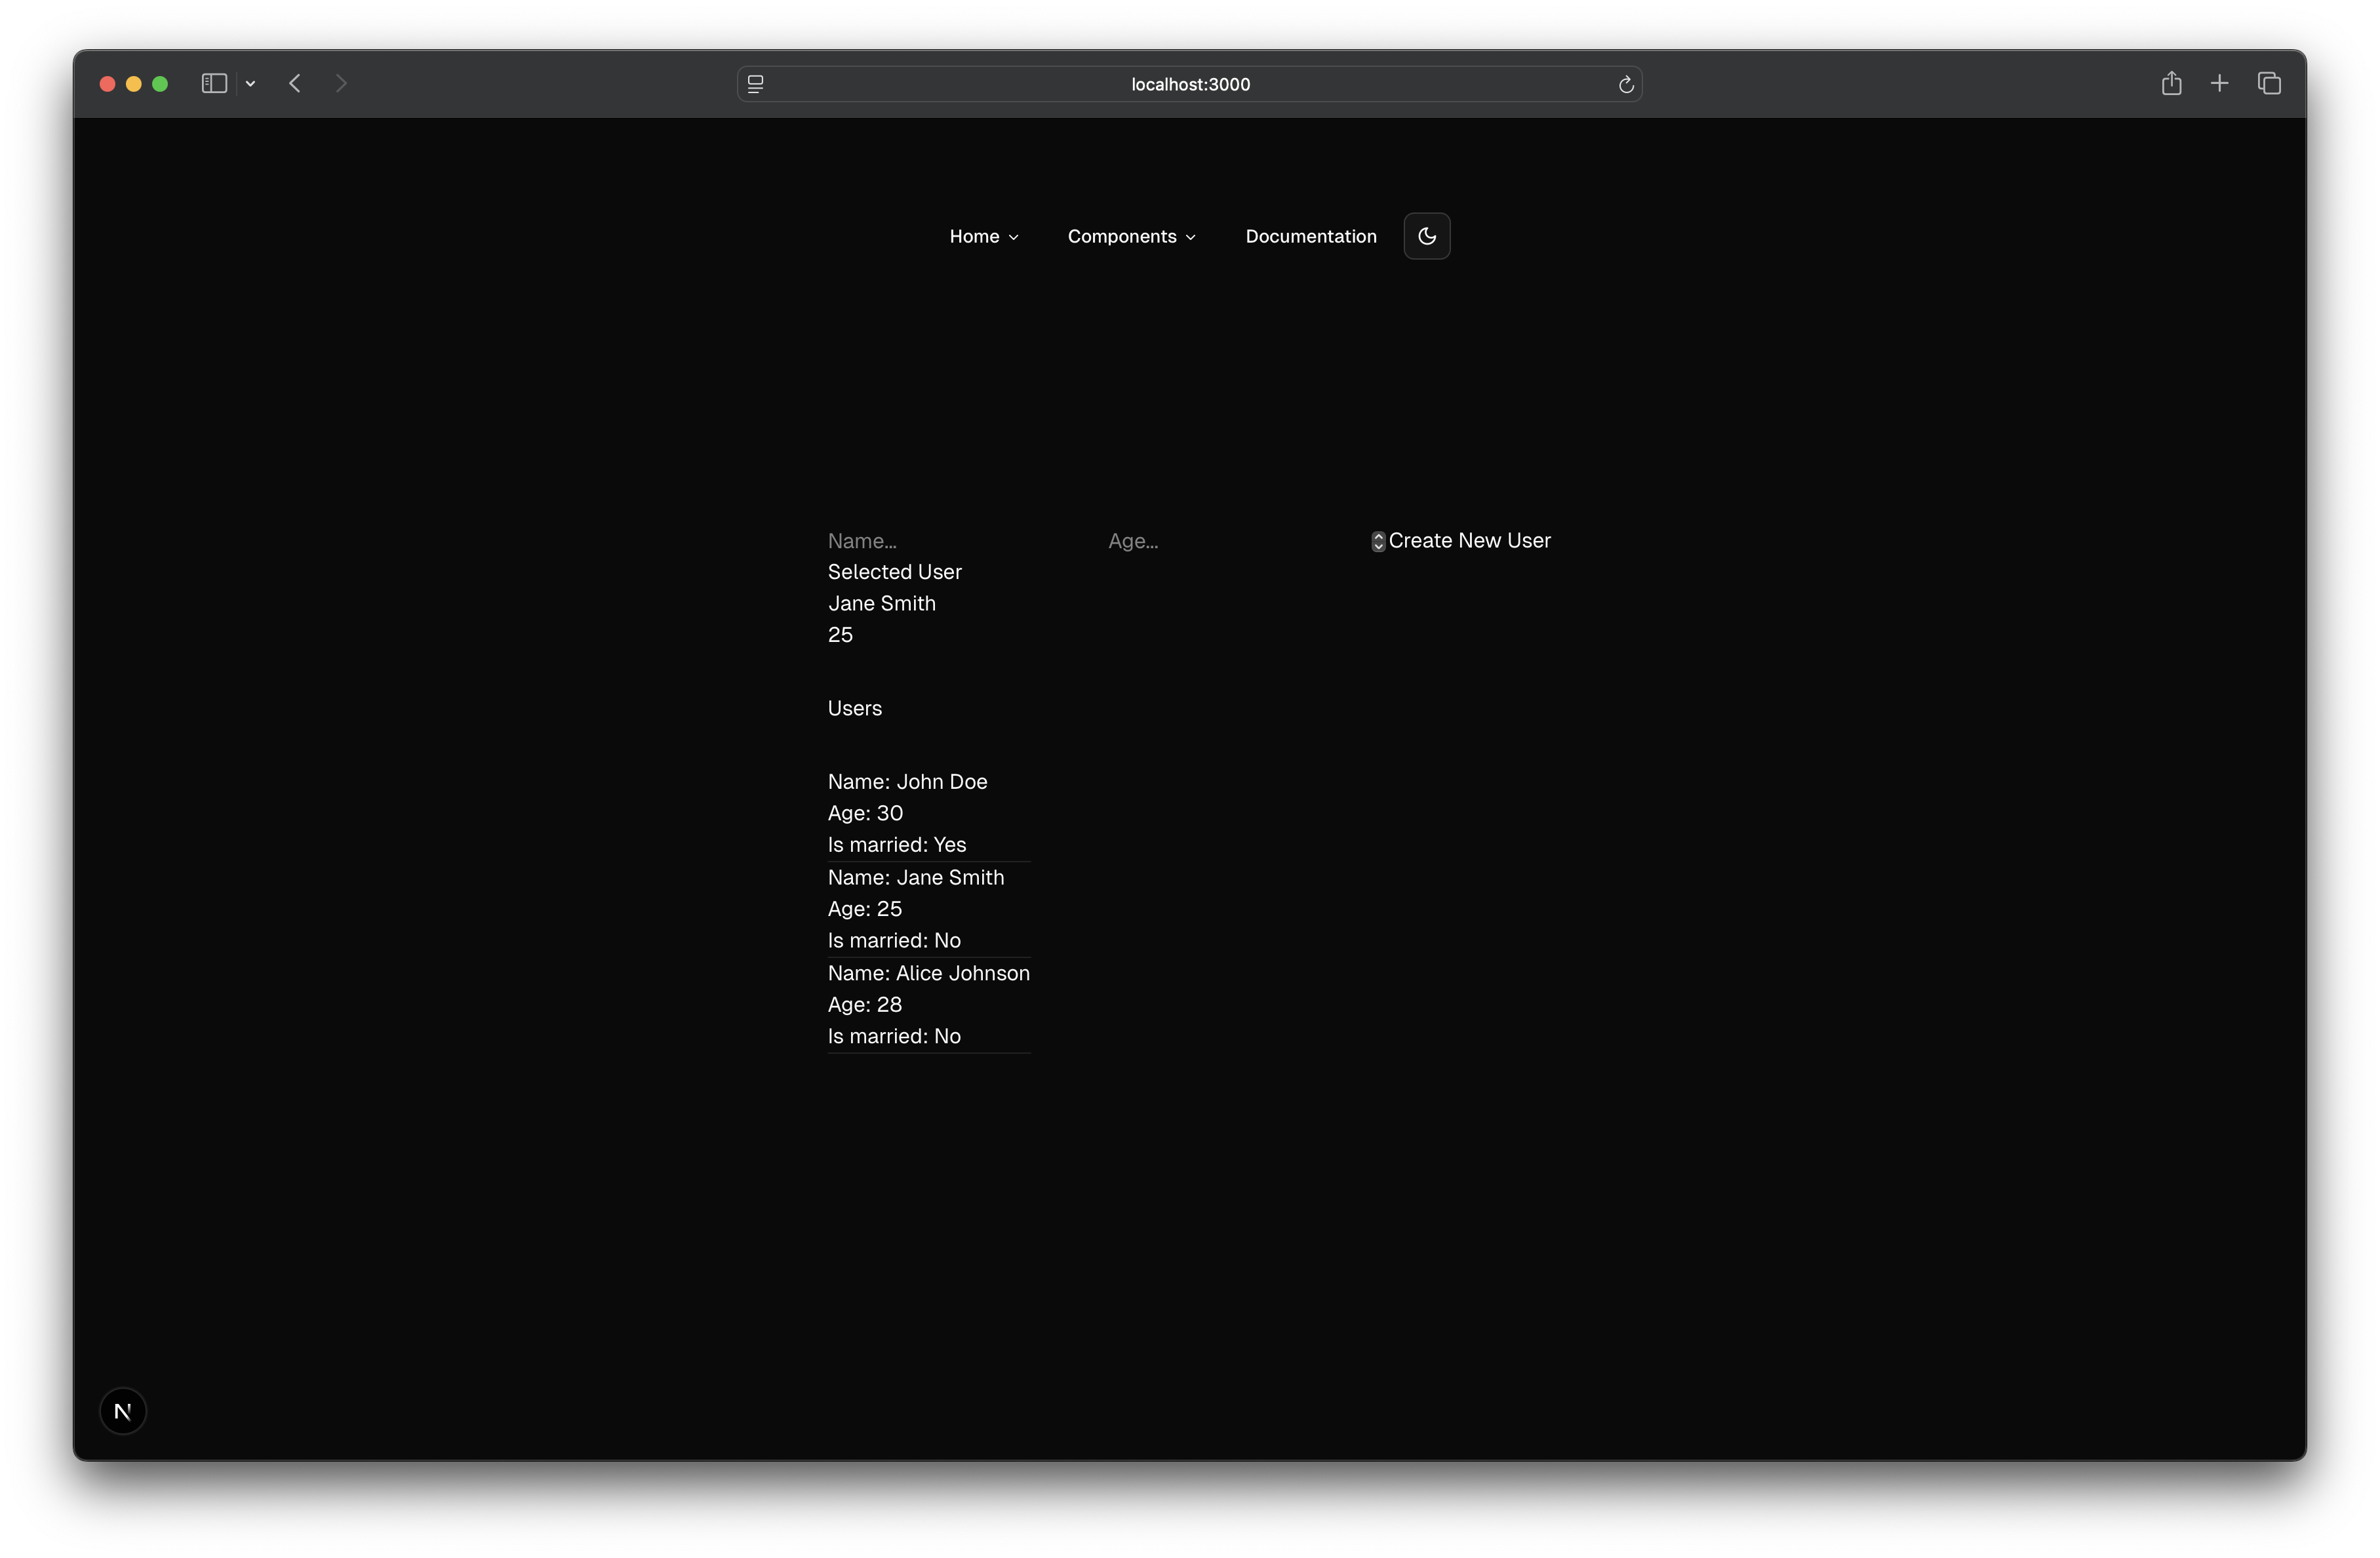 localhost:3000
Home Components Documentation
Name... Age... Create New User
Selected User
Jane Smith
25
Users
Name: John Doe
Age: 30
Is married: Yes
Name: Jane Smith
Age: 25
Is married: No
Name: Alice Johnson
Age: 28
Is married: No
N